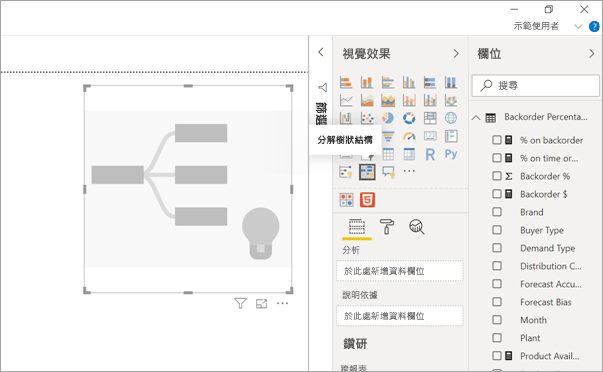 示範使用者
?
視覺效果
欄位
搜尋
篩選
分解樹狀結構
R
Py
5
分析
於此處新增資料欄位
說明依據
於此處新增資料欄位
鑽研
Backorder Percenta...
% on backorder
% on time or...
Σ Backorder %
Backorder $
Brand
Buyer Type
Demand Type
Distribution C...
Forecast Accu...
Forecast Bias
Month
Plant
Product Avail...